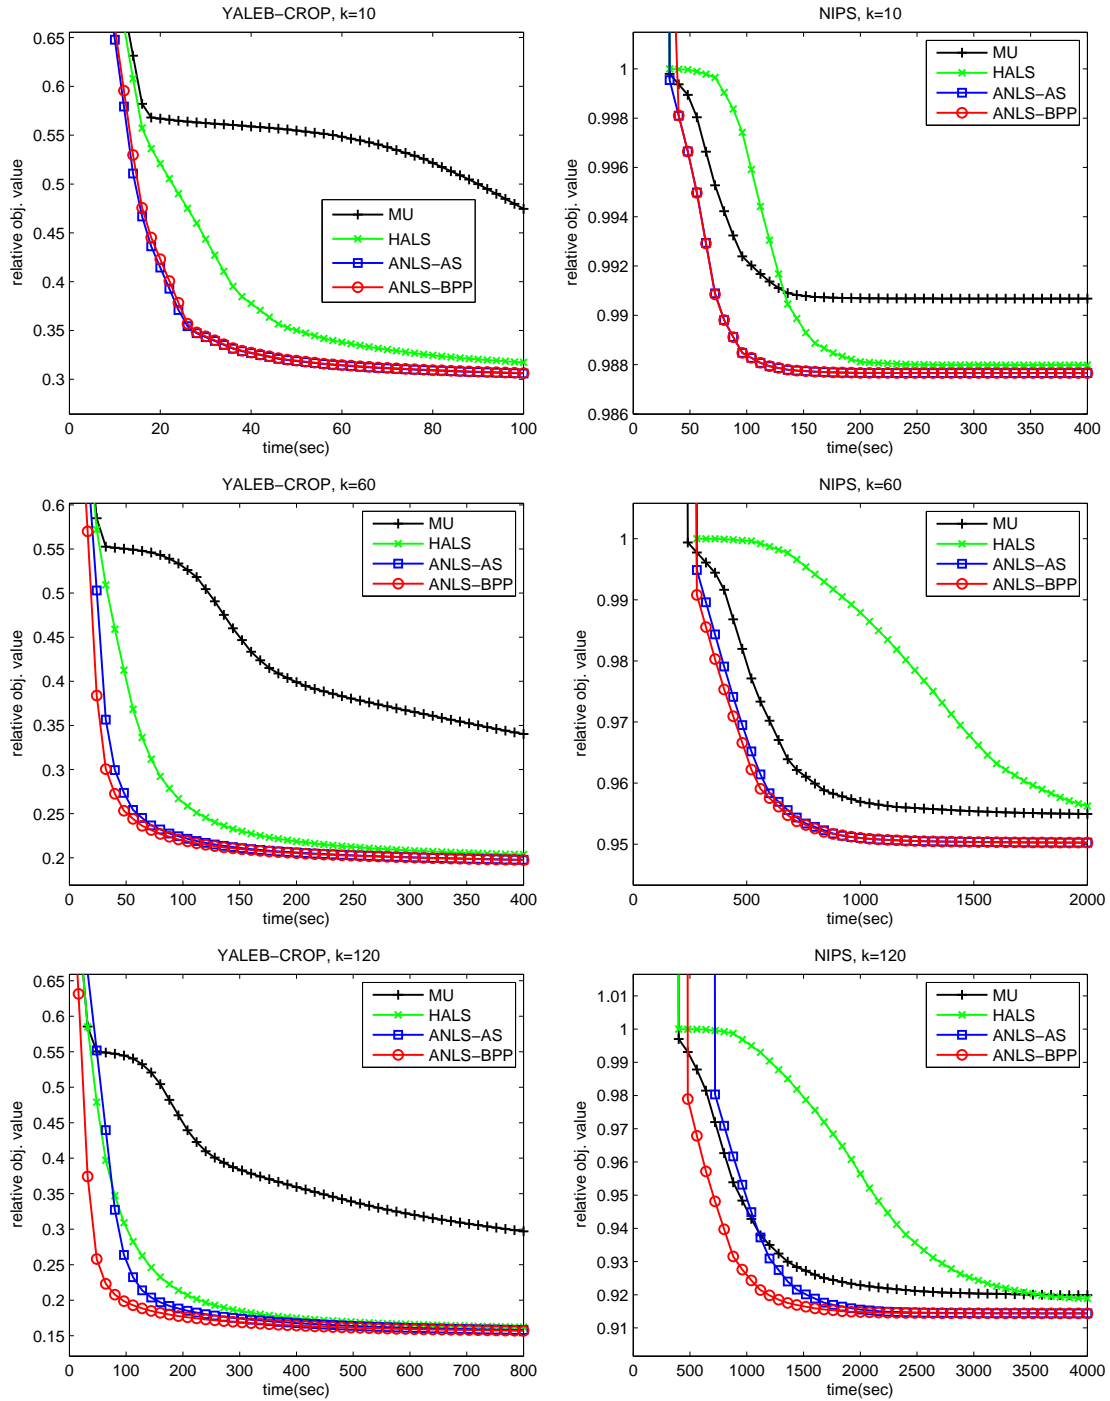 YALEB−CROP, k=10
0.65
0.6
0.55
0.5
0.45
0.4
0.35
0.3
relative obj. value
MU
HALS
ANLS−AS
ANLS−BPP
0 20 40 60 80 100
time(sec)
NIPS, k=10
1
0.998
0.996
0.994
0.992
0.99
0.988
0.986
relative obj. value
MU
HALS
ANLS−AS
ANLS−BPP
0 50 100 150 200 250 300 350 400
time(sec)
YALEB−CROP, k=60
0.6
0.55
0.5
0.45
0.4
0.35
0.3
0.25
0.2
relative obj. value
MU
HALS
ANLS−AS
ANLS−BPP
0 50 100 150 200 250 300 350 400
time(sec)
NIPS, k=60
1
0.99
0.98
0.97
0.96
0.95
relative obj. value
MU
HALS
ANLS−AS
ANLS−BPP
0 500 1000 1500 2000
time(sec)
YALEB−CROP, k=120
0.65
0.6
0.55
0.5
0.45
0.4
0.35
0.3
0.25
0.2
0.15
relative obj. value
MU
HALS
ANLS−AS
ANLS−BPP
0 100 200 300 400 500 600 700 800
time(sec)
NIPS, k=120
1.01
1
0.99
0.98
0.97
0.96
0.95
0.94
0.93
0.92
0.91
relative obj. value
MU
HALS
ANLS−AS
ANLS−BPP
0 500 1000 1500 2000 2500 3000 3500 4000
time(sec)